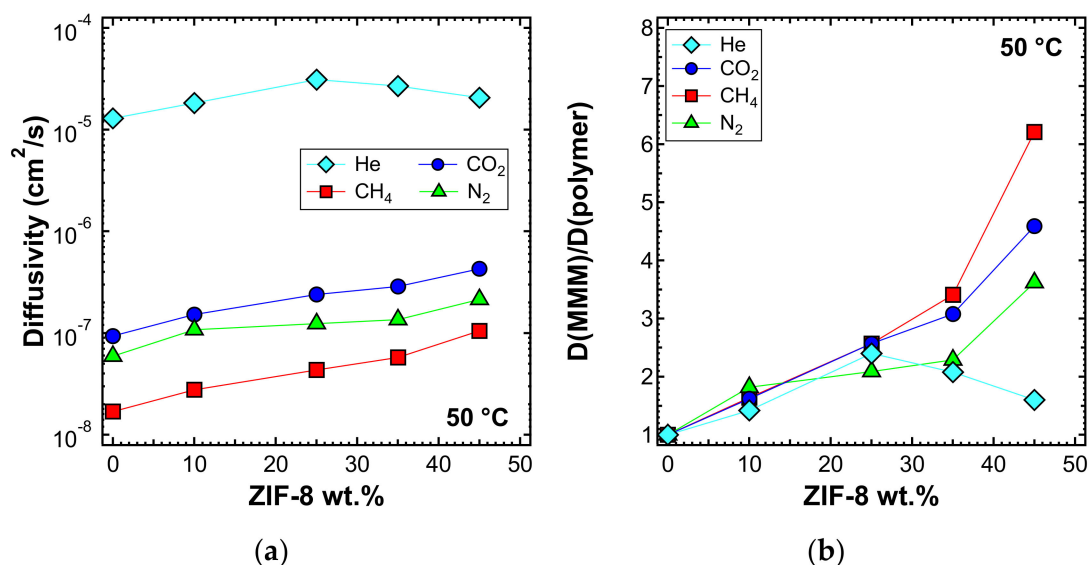 10⁻⁴
10⁻⁵
10⁻⁶
10⁻⁷
10⁻⁸
Diffusivity (cm²/s)
He
CO₂
CH₄
N₂
50 °C
0 10 20 30 40 50
ZIF-8 wt.%
(a)
8
7
6
5
4
3
2
1
D(MMM)/D(polymer)
He
CO₂
CH₄
N₂
50 °C
0 10 20 30 40 50
ZIF-8 wt.%
(b)